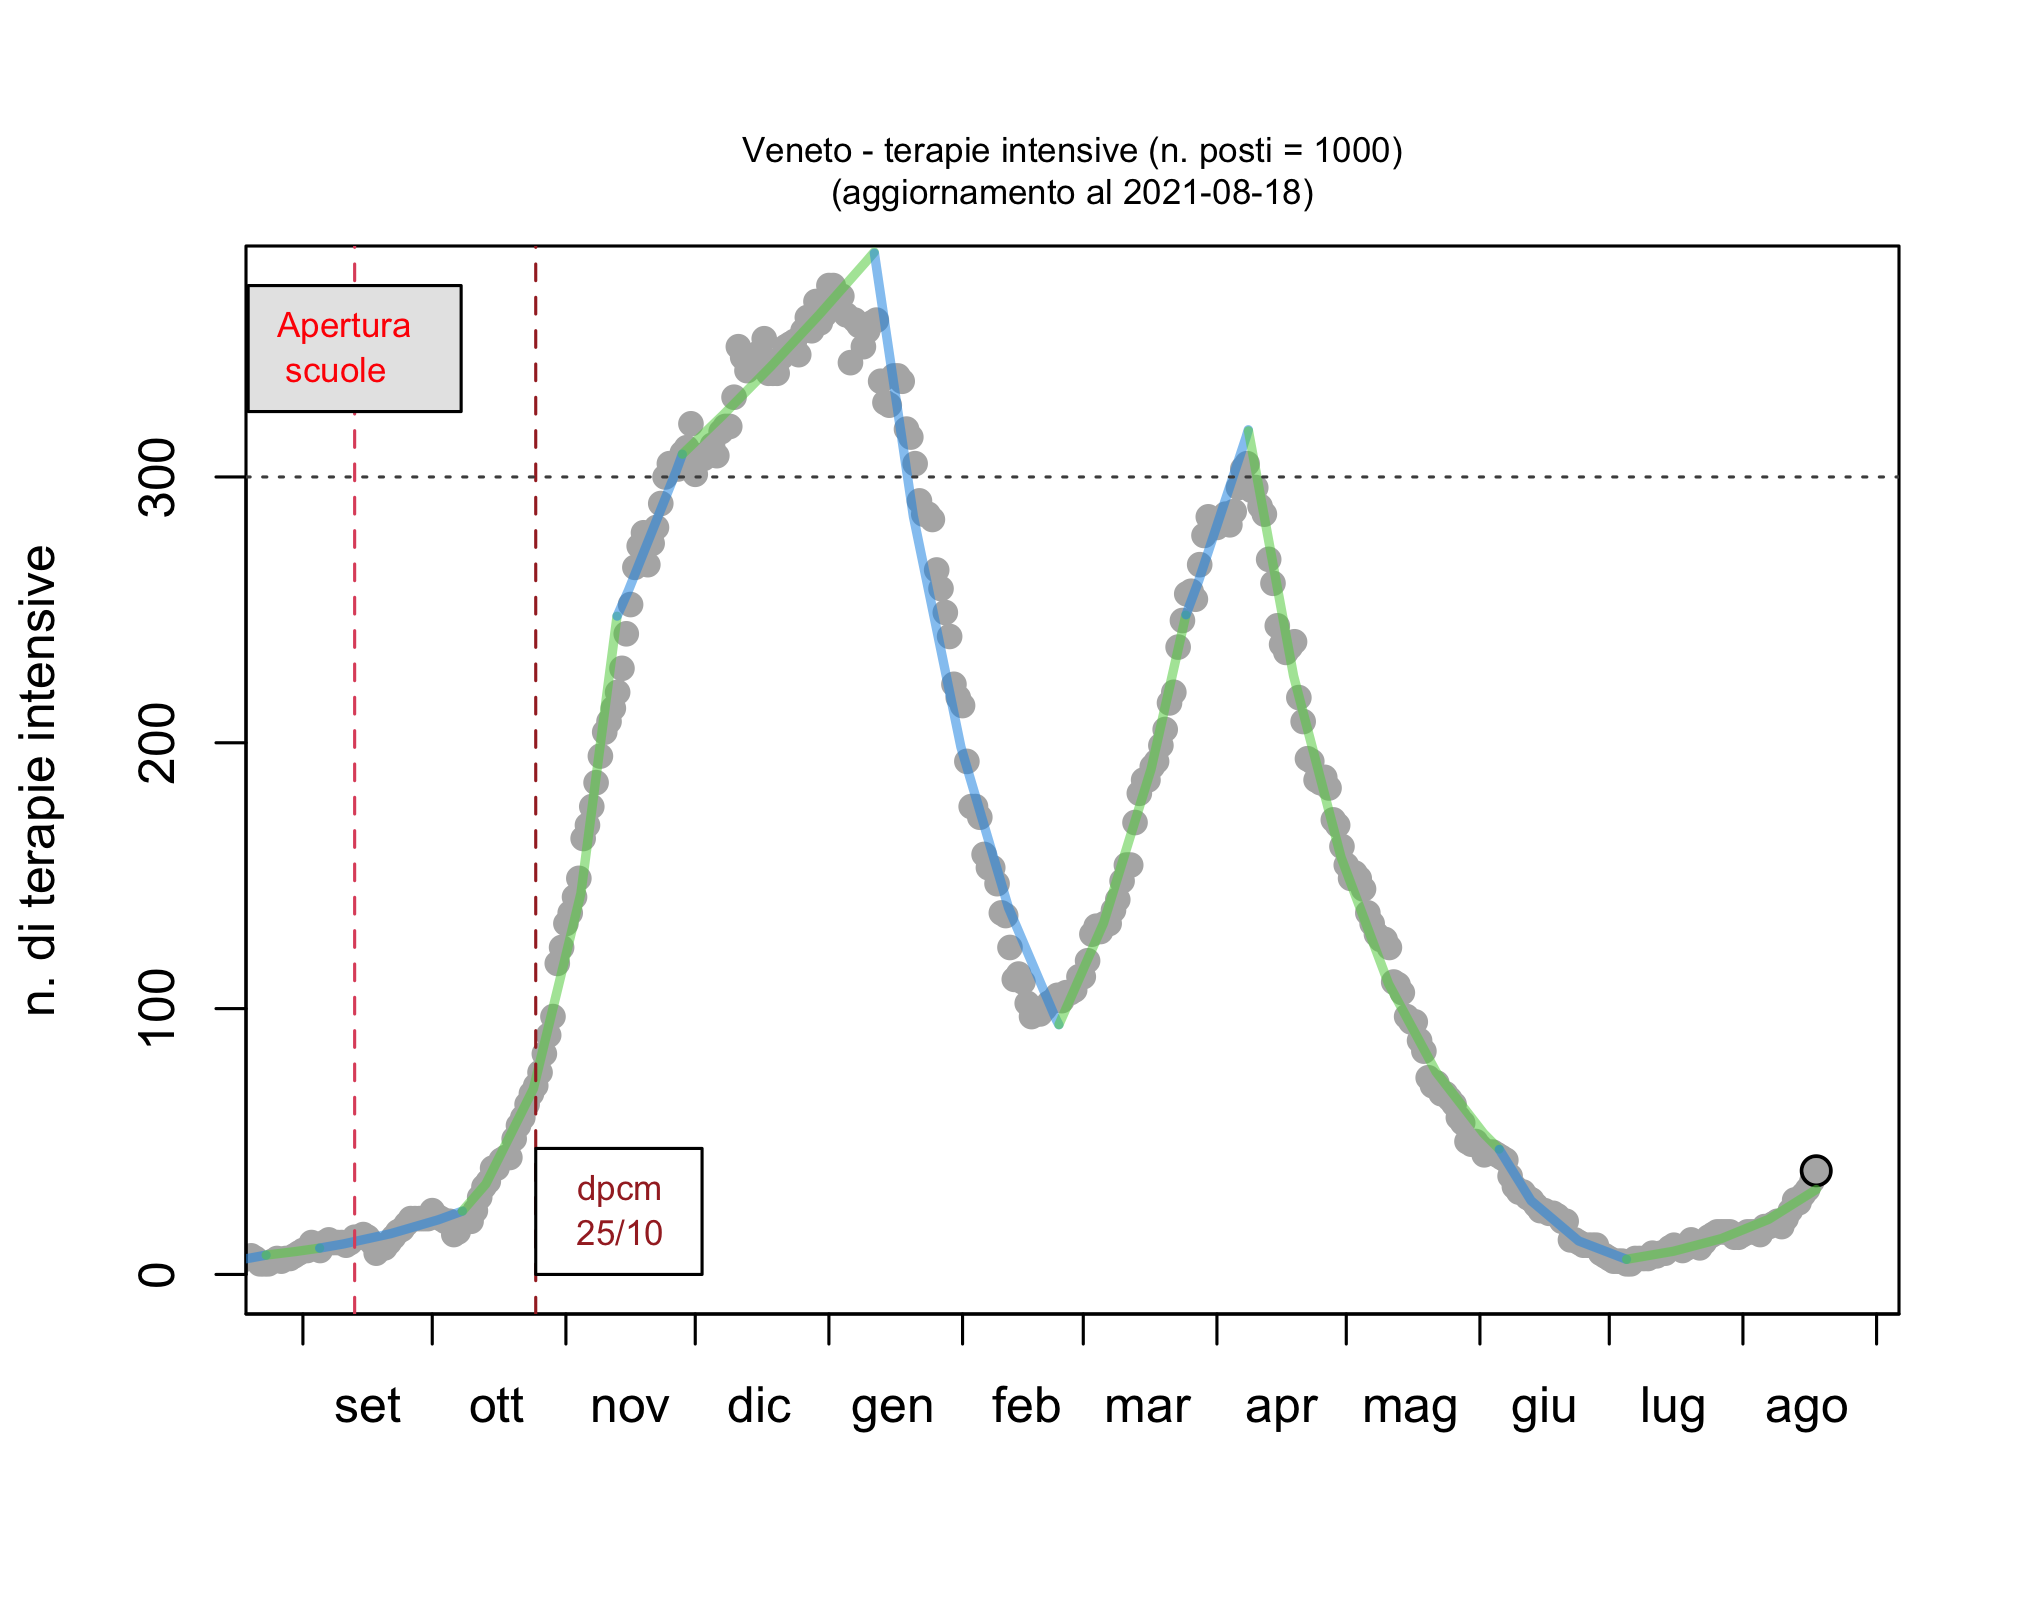 Veneto - terapie intensive (n. posti = 1000)
(aggiornamento al 2021-08-18)
Apertura
scuole
n. di terapie intensive
300
200
100
0
dpcm
25/10
set ott nov dic gen feb mar apr mag giu lug ago